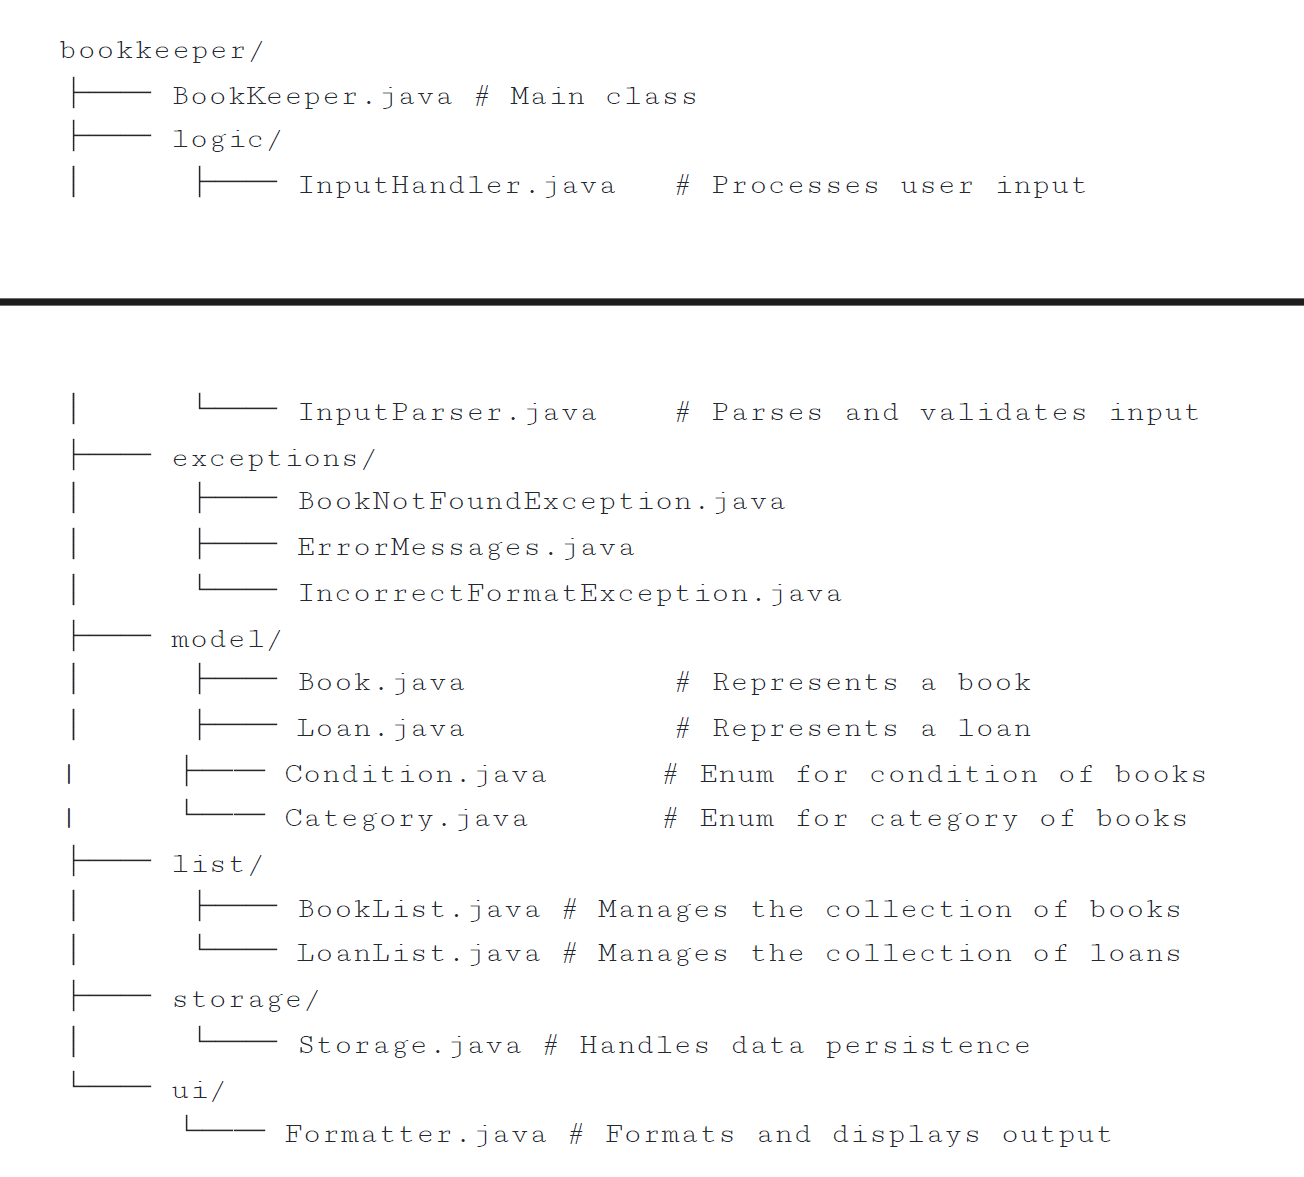 bookkeeper/
├── BookKeeper.java # Main class
├── logic/
│   ├── InputHandler.java # Processes user input
│   └── InputParser.java # Parses and validates input
├── exceptions/
│   ├── BookNotFoundException.java
│   ├── ErrorMessages.java
│   └── IncorrectFormatException.java
├── model/
│   ├── Book.java # Represents a book
│   ├── Loan.java # Represents a loan
|   ├── Condition.java # Enum for condition of books
|   └── Category.java # Enum for category of books
├── list/
│   ├── BookList.java # Manages the collection of books
│   └── LoanList.java # Manages the collection of loans
├── storage/
│   └── Storage.java # Handles data persistence
└── ui/
    └── Formatter.java # Formats and displays output